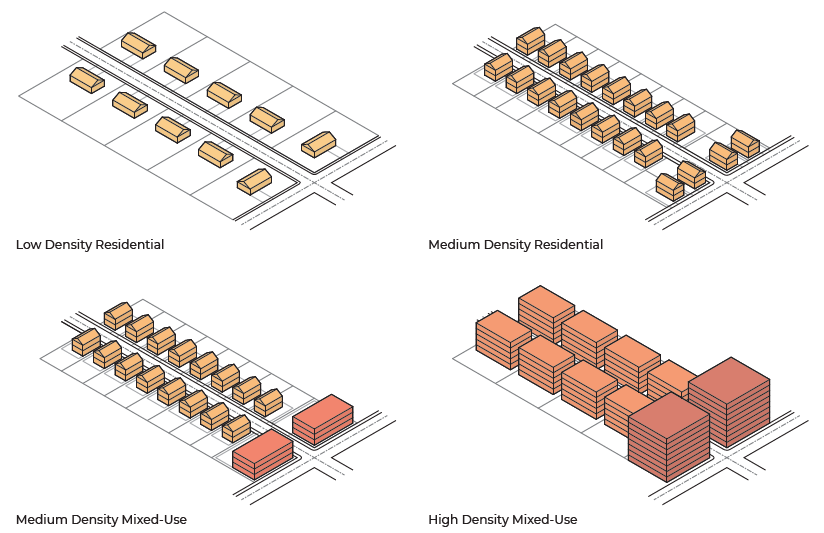 Low Density Residential
Medium Density Residential
Medium Density Mixed-Use
High Density Mixed-Use